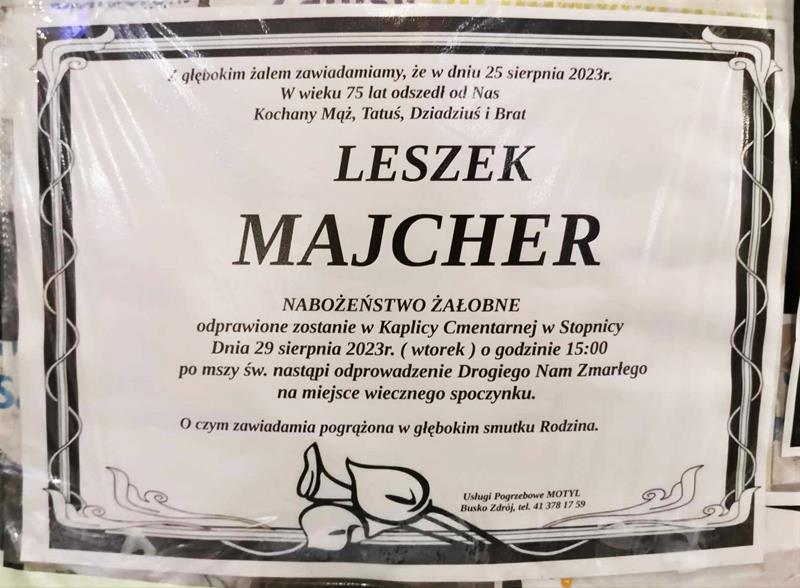 Z głębokim żalem zawiadamiamy, że w dniu 25 sierpnia 2023r.
W wieku 75 lat odszedł od Nas
Kochany Mąż, Tatuś, Dziadziuś i Brat
LESZEK
MAJCHER
NABOŻEŃSTWO ŻAŁOBNE
odprawione zostanie w Kaplicy Cmentarnej w Stopnicy
Dnia 29 sierpnia 2023r. ( wtorek ) o godzinie 15:00
po mszy św. nastąpi odprowadzenie Drogiego Nam Zmarłego
na miejsce wiecznego spoczynku.
O czym zawiadamia pogrążona w głębokim smutku Rodzina.
Usługi Pogrzebowe MOTYL
Busko Zdrój, tel. 41 378 17 59